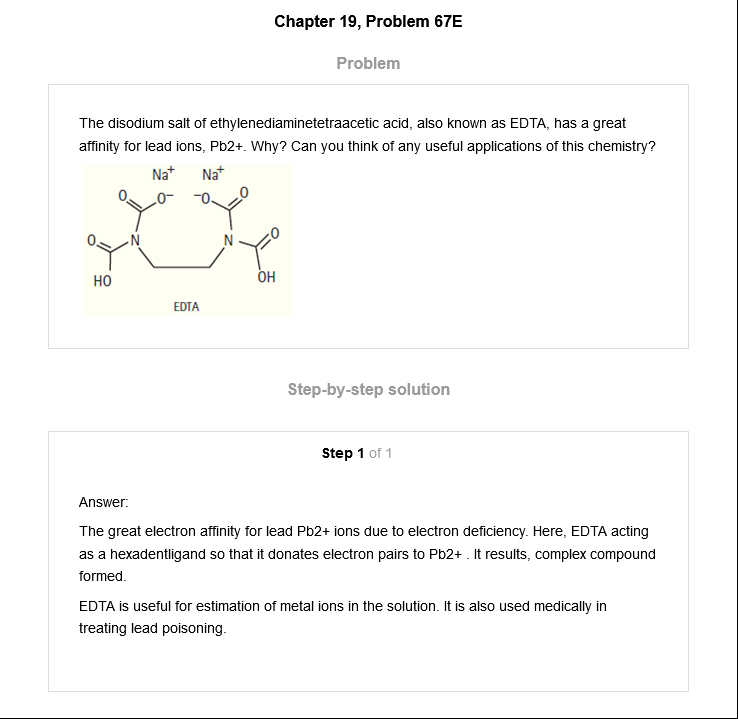 Chapter 19, Problem 67E
Problem
The disodium salt of ethylenediaminetetraacetic acid, also known as EDTA, has a great
affinity for lead ions, Pb2+. Why? Can you think of any useful applications of this chemistry?
Na+ Na+
O O− −O O
O N N O
HO OH
EDTA
Step-by-step solution
Step 1 of 1
Answer:
The great electron affinity for lead Pb2+ ions due to electron deficiency. Here, EDTA acting
as a hexadentligand so that it donates electron pairs to Pb2+ . It results, complex compound
formed.
EDTA is useful for estimation of metal ions in the solution. It is also used medically in
treating lead poisoning.